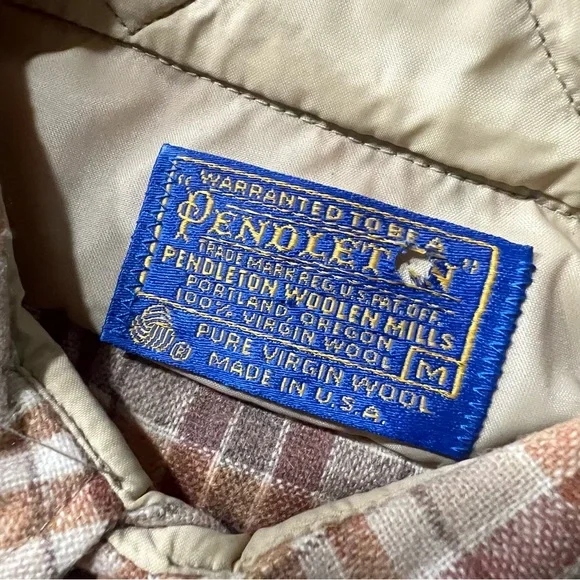 WARRANTED TO BE A
"PENDLETON"
TRADE MARK REG. U.S. PAT. OFF.
PENDLETON WOOLEN MILLS
PORTLAND, OREGON
100% VIRGIN WOOL
M
PURE VIRGIN WOOL
MADE IN U.S.A.
®